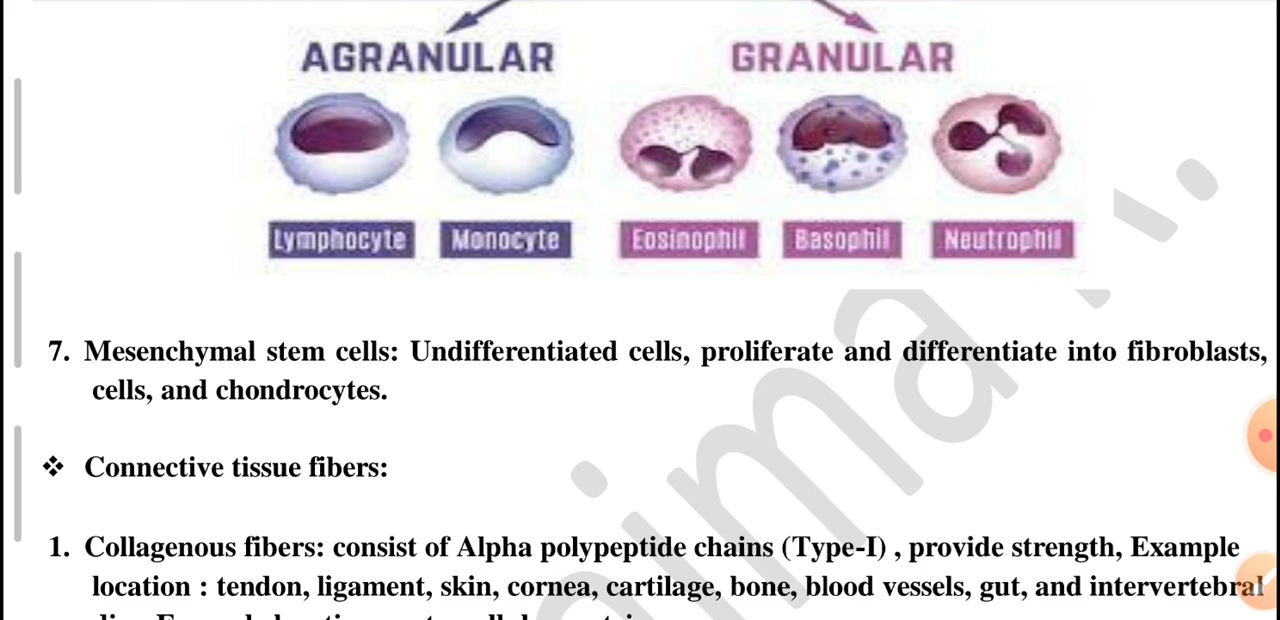 AGRANULAR GRANULAR
Lymphocyte Monocyte Eosinophil Basophil Neutrophil
7. Mesenchymal stem cells: Undifferentiated cells, proliferate and differentiate into fibroblasts,
cells, and chondrocytes.
❖ Connective tissue fibers:
1. Collagenous fibers: consist of Alpha polypeptide chains (Type-I) , provide strength, Example
location : tendon, ligament, skin, cornea, cartilage, bone, blood vessels, gut, and intervertebral